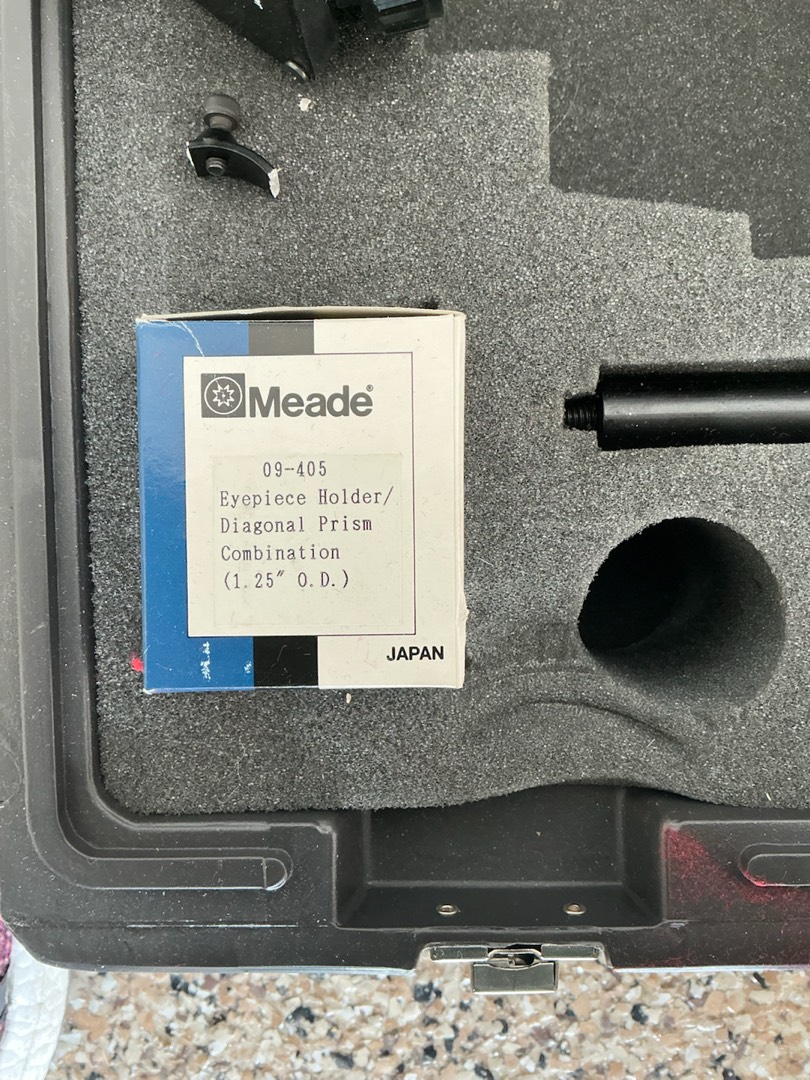 Meade®
09-405
Eyepiece Holder/
Diagonal Prism
Combination
(1.25″ O.D.)
JAPAN